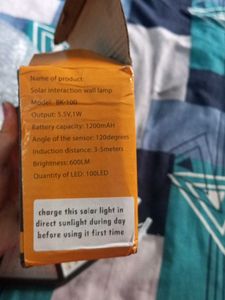 Name of product:
Solar interaction wall lamp
Model: BK-100
Output: 5.5V,1W
Battery capacity: 1200mAH
Angle of the sensor: 120degrees
Induction distance: 3-5meters
Brightness: 600LM
Quantity of LED: 100LED
charge this solar light in
direct sunlight during day
before using it first time